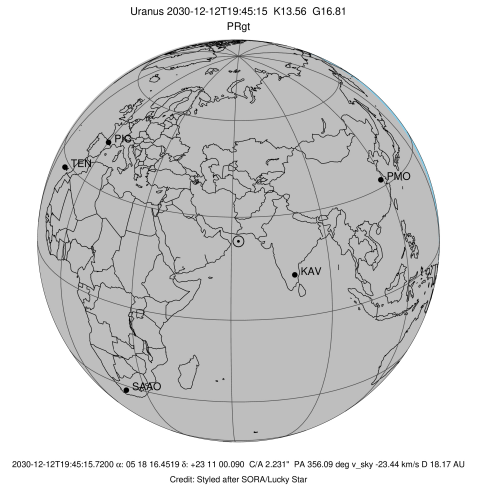 Uranus 2030-12-12T19:45:15 K13.56 G16.81
PRgt
PIC
TEN
PMO
KAV
SAAO
2030-12-12T19:45:15.7200 α: 05 18 16.4519 δ: +23 11 00.090 C/A 2.231" PA 356.09 deg v_sky -23.44 km/s D 18.17 AU
Credit: Styled after SORA/Lucky Star